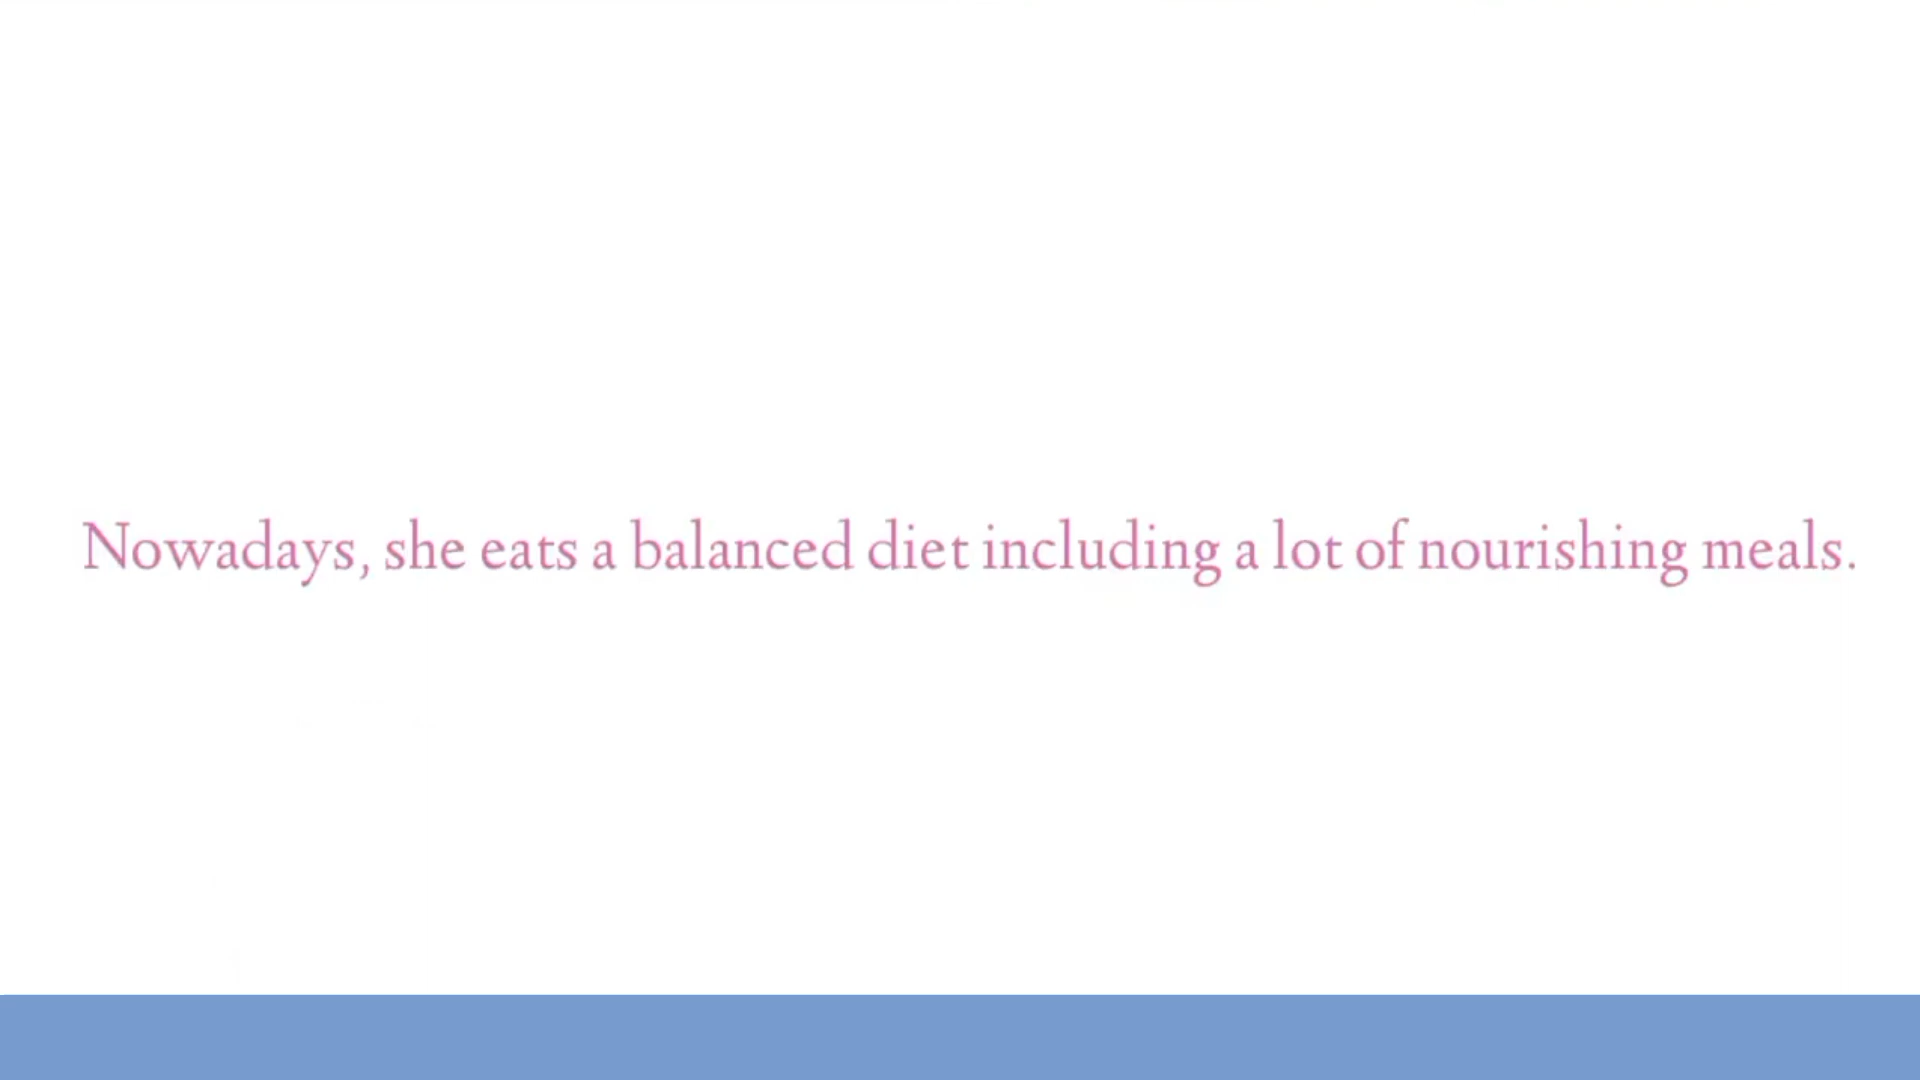 Nowadays, she eats a balanced diet including a lot of nourishing meals.